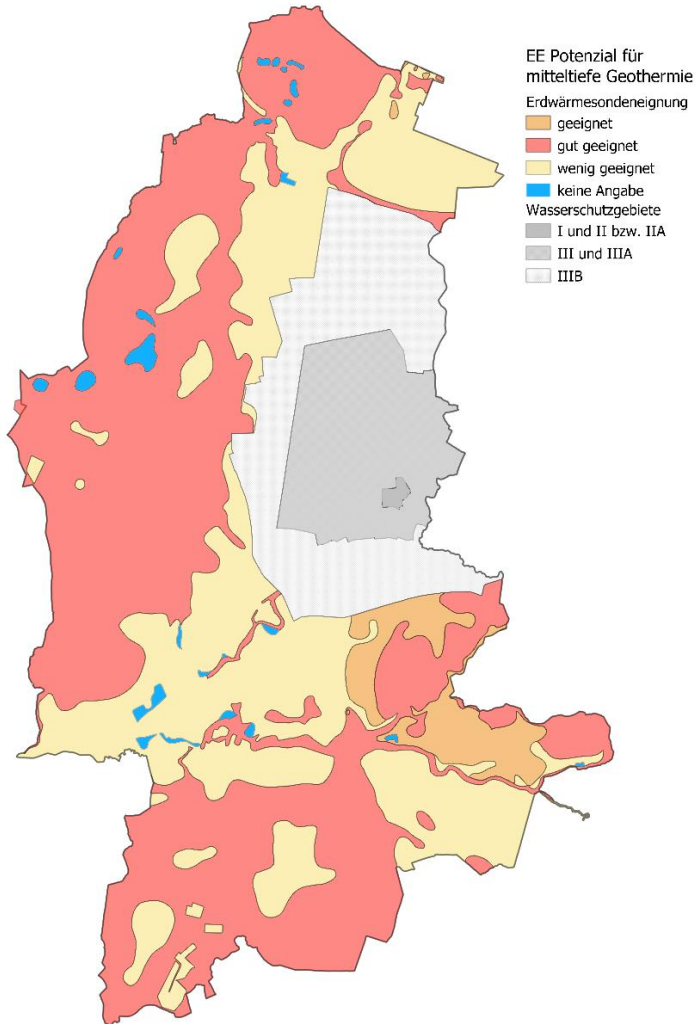 EE Potenzial für
mitteltiefe Geothermie
Erdwärmesondeneignung
geeignet
gut geeignet
wenig geeignet
keine Angabe
Wasserschutzgebiete
I und II bzw. IIA
III und IIIA
IIIB